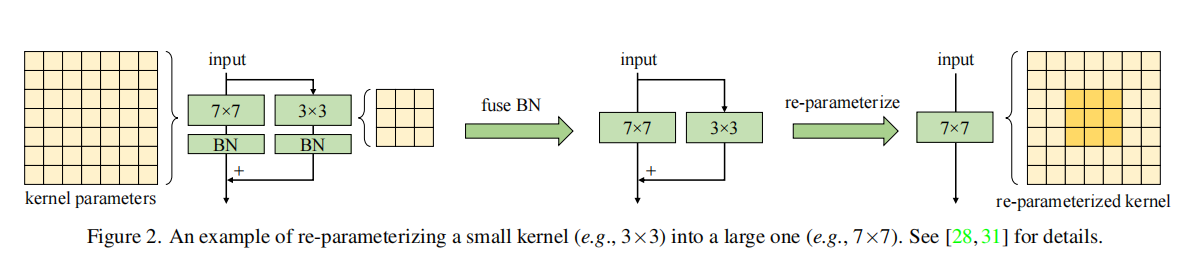 input
7×7
3×3
BN
BN
+
kernel parameters
fuse BN
input
7×7
3×3
+
re-parameterize
input
7×7
re-parameterized kernel
Figure 2. An example of re-parameterizing a small kernel (e.g., 3×3) into a large one (e.g., 7×7). See [28,31] for details.